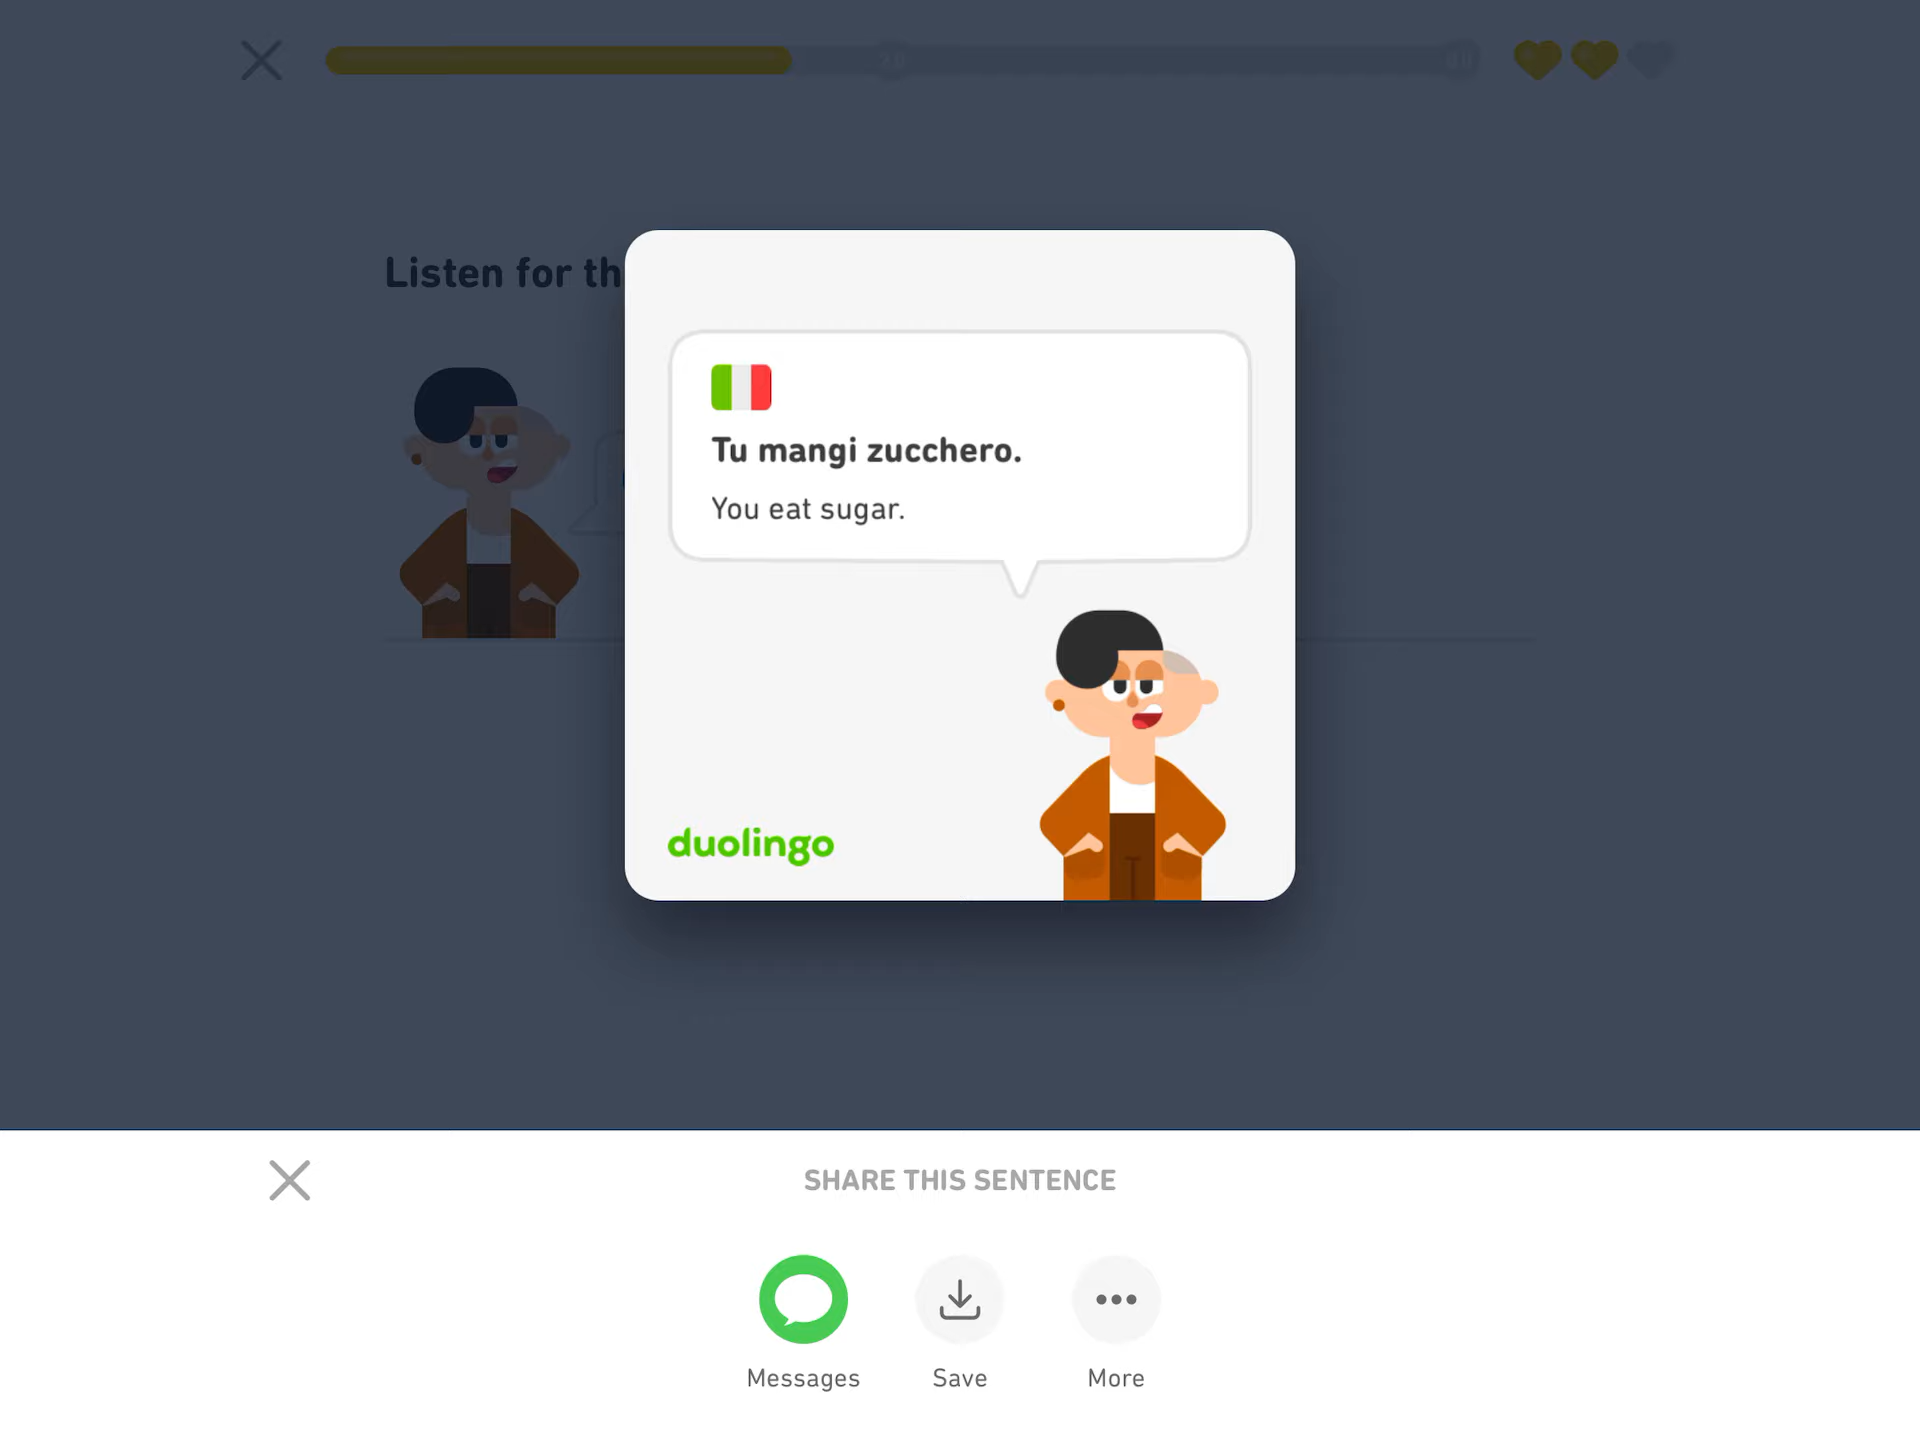 Listen for th
Tu mangi zucchero.
You eat sugar.
duolingo
SHARE THIS SENTENCE
Messages
Save
More